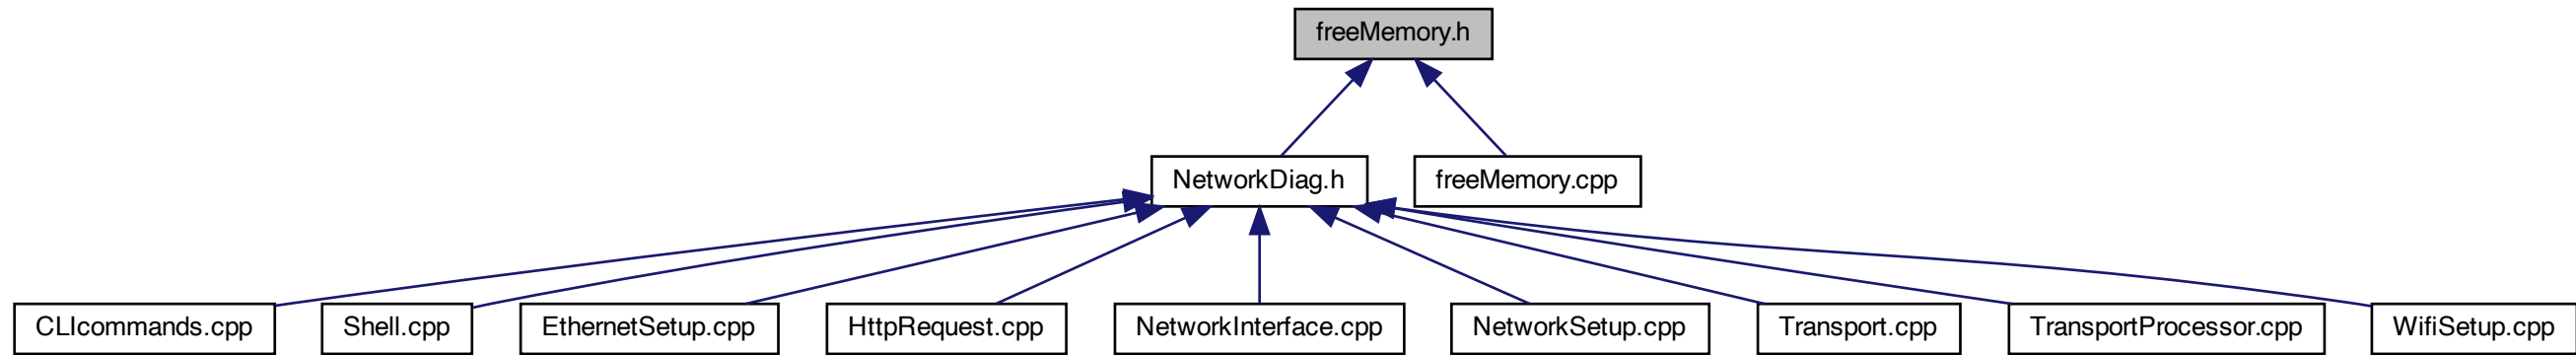 freeMemory.h
NetworkDiag.h
freeMemory.cpp
CLIcommands.cpp
Shell.cpp
EthernetSetup.cpp
HttpRequest.cpp
NetworkInterface.cpp
NetworkSetup.cpp
Transport.cpp
TransportProcessor.cpp
WifiSetup.cpp